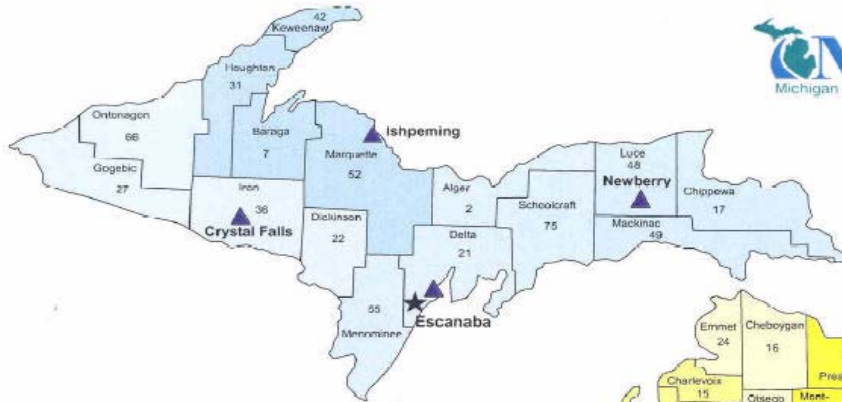 42
Keweenaw
Houghton
31
Ontonagon
66
Baraga
7
Ishpeming
Marquette
52
Gogebic
27
Iron
36
Crystal Falls
Dickinson
22
Alger
2
Delta
21
Schoolcraft
75
Luce
48
Newberry
Chippewa
17
Mackinac
49
55
Menominee
Escanaba
Michigan
Emmet
24
Cheboygan
16
Charlevoix
15
Otsego